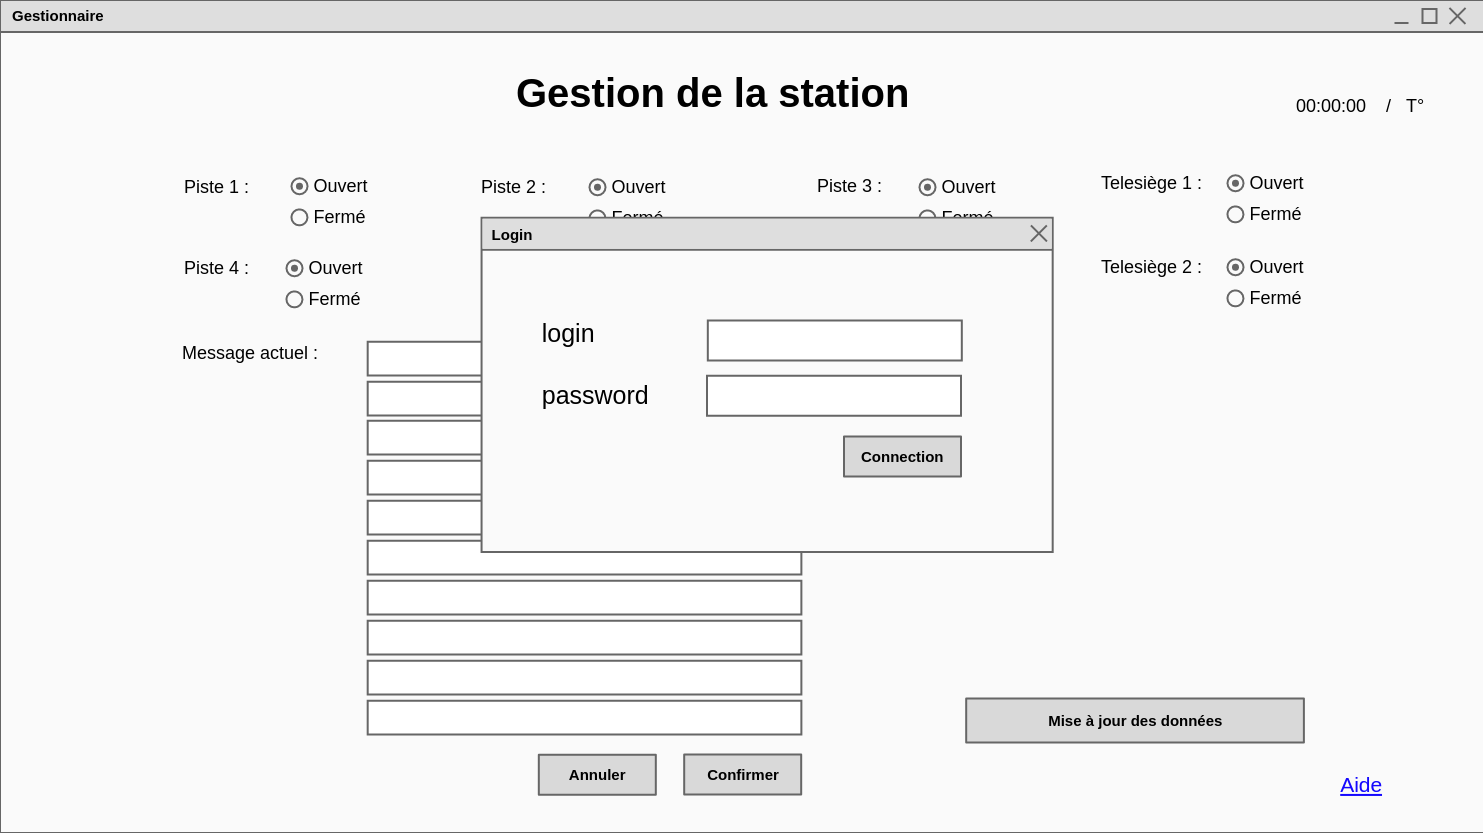 Gestionnaire
Gestion de la station
00:00:00 / T°
Piste 1 :
Ouvert
Fermé
Piste 2 :
Ouvert
Fermé
Piste 3 :
Ouvert
Fermé
Telesiège 1 :
Ouvert
Fermé
Piste 4 :
Ouvert
Fermé
Telesiège 2 :
Ouvert
Fermé
Login
login
password
Connection
Message actuel :
Mise à jour des données
Annuler
Confirmer
Aide